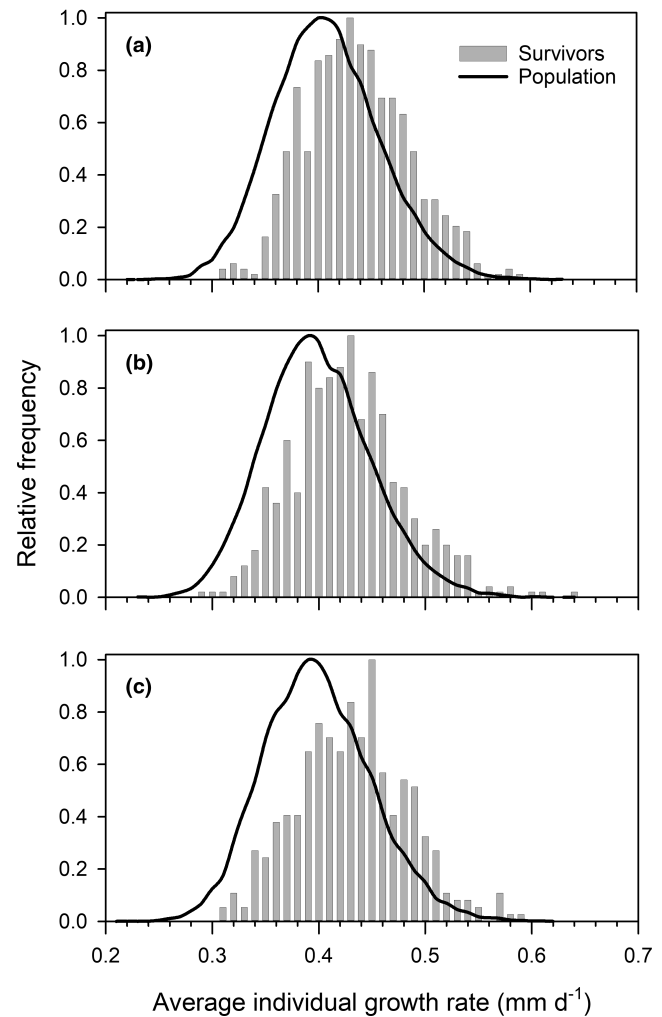 1.0
(a)
Survivors
0.8
Population
0.6
0.4
0.2
0.0
1.0
(b)
0.8
0.6
0.4
0.2
0.0
Relative frequency
1.0
(c)
0.8
0.6
0.4
0.2
0.0
0.2 0.3 0.4 0.5 0.6 0.7
Average individual growth rate (mm d⁻¹)